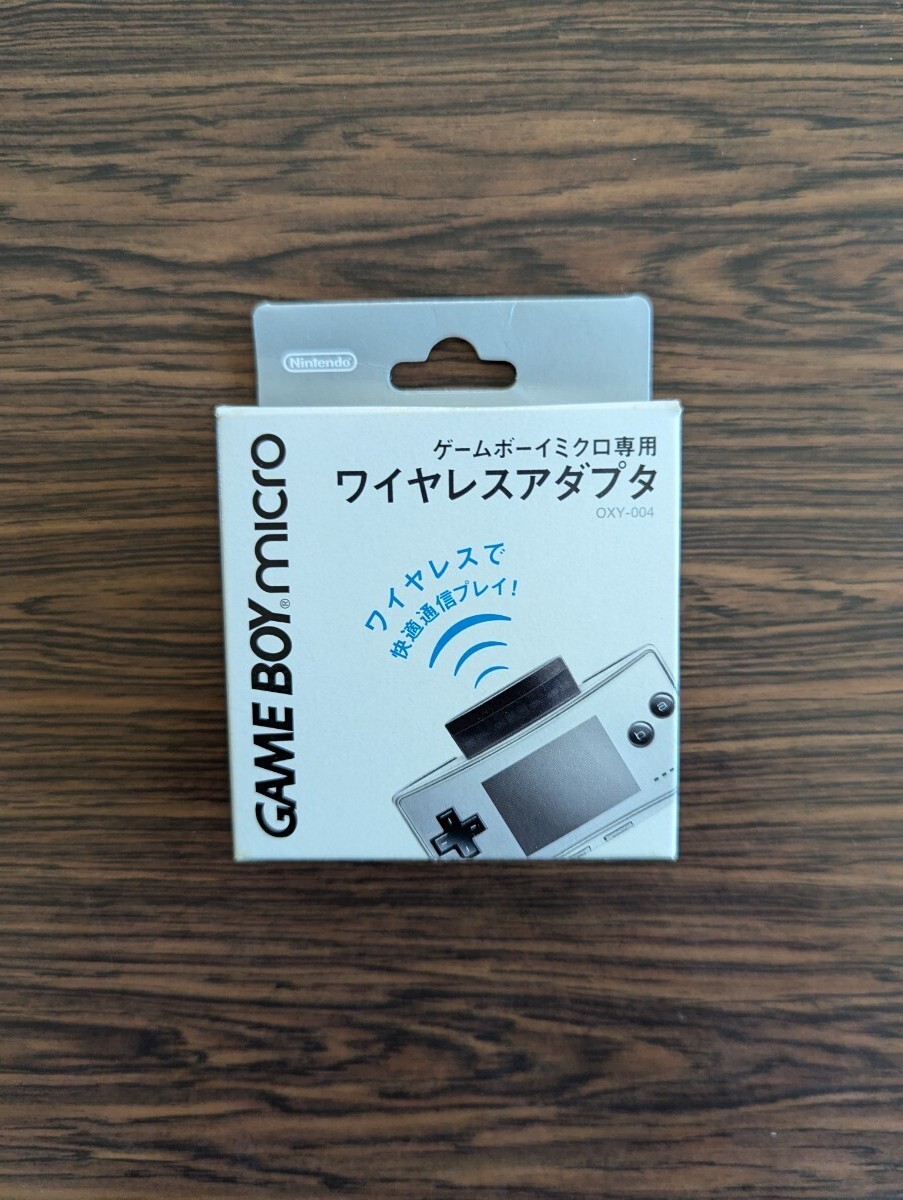 Nintendo
GAME BOY® micro
ゲームボーイミクロ専用
ワイヤレスアダプタ
OXY-004
ワイヤレスで
快適通信プレイ!
a
b